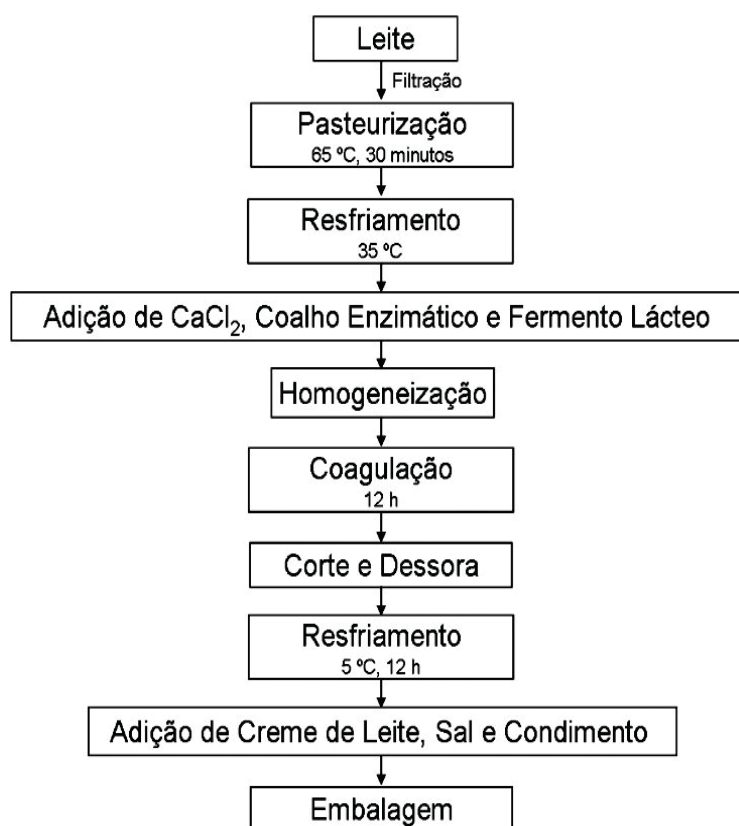 Leite
Filtração
Pasteurização
65 ºC, 30 minutos
Resfriamento
35 ºC
Adição de CaCl₂, Coalho Enzimático e Fermento Lácteo
Homogeneização
Coagulação
12 h
Corte e Dessora
Resfriamento
5 ºC, 12 h
Adição de Creme de Leite, Sal e Condimento
Embalagem